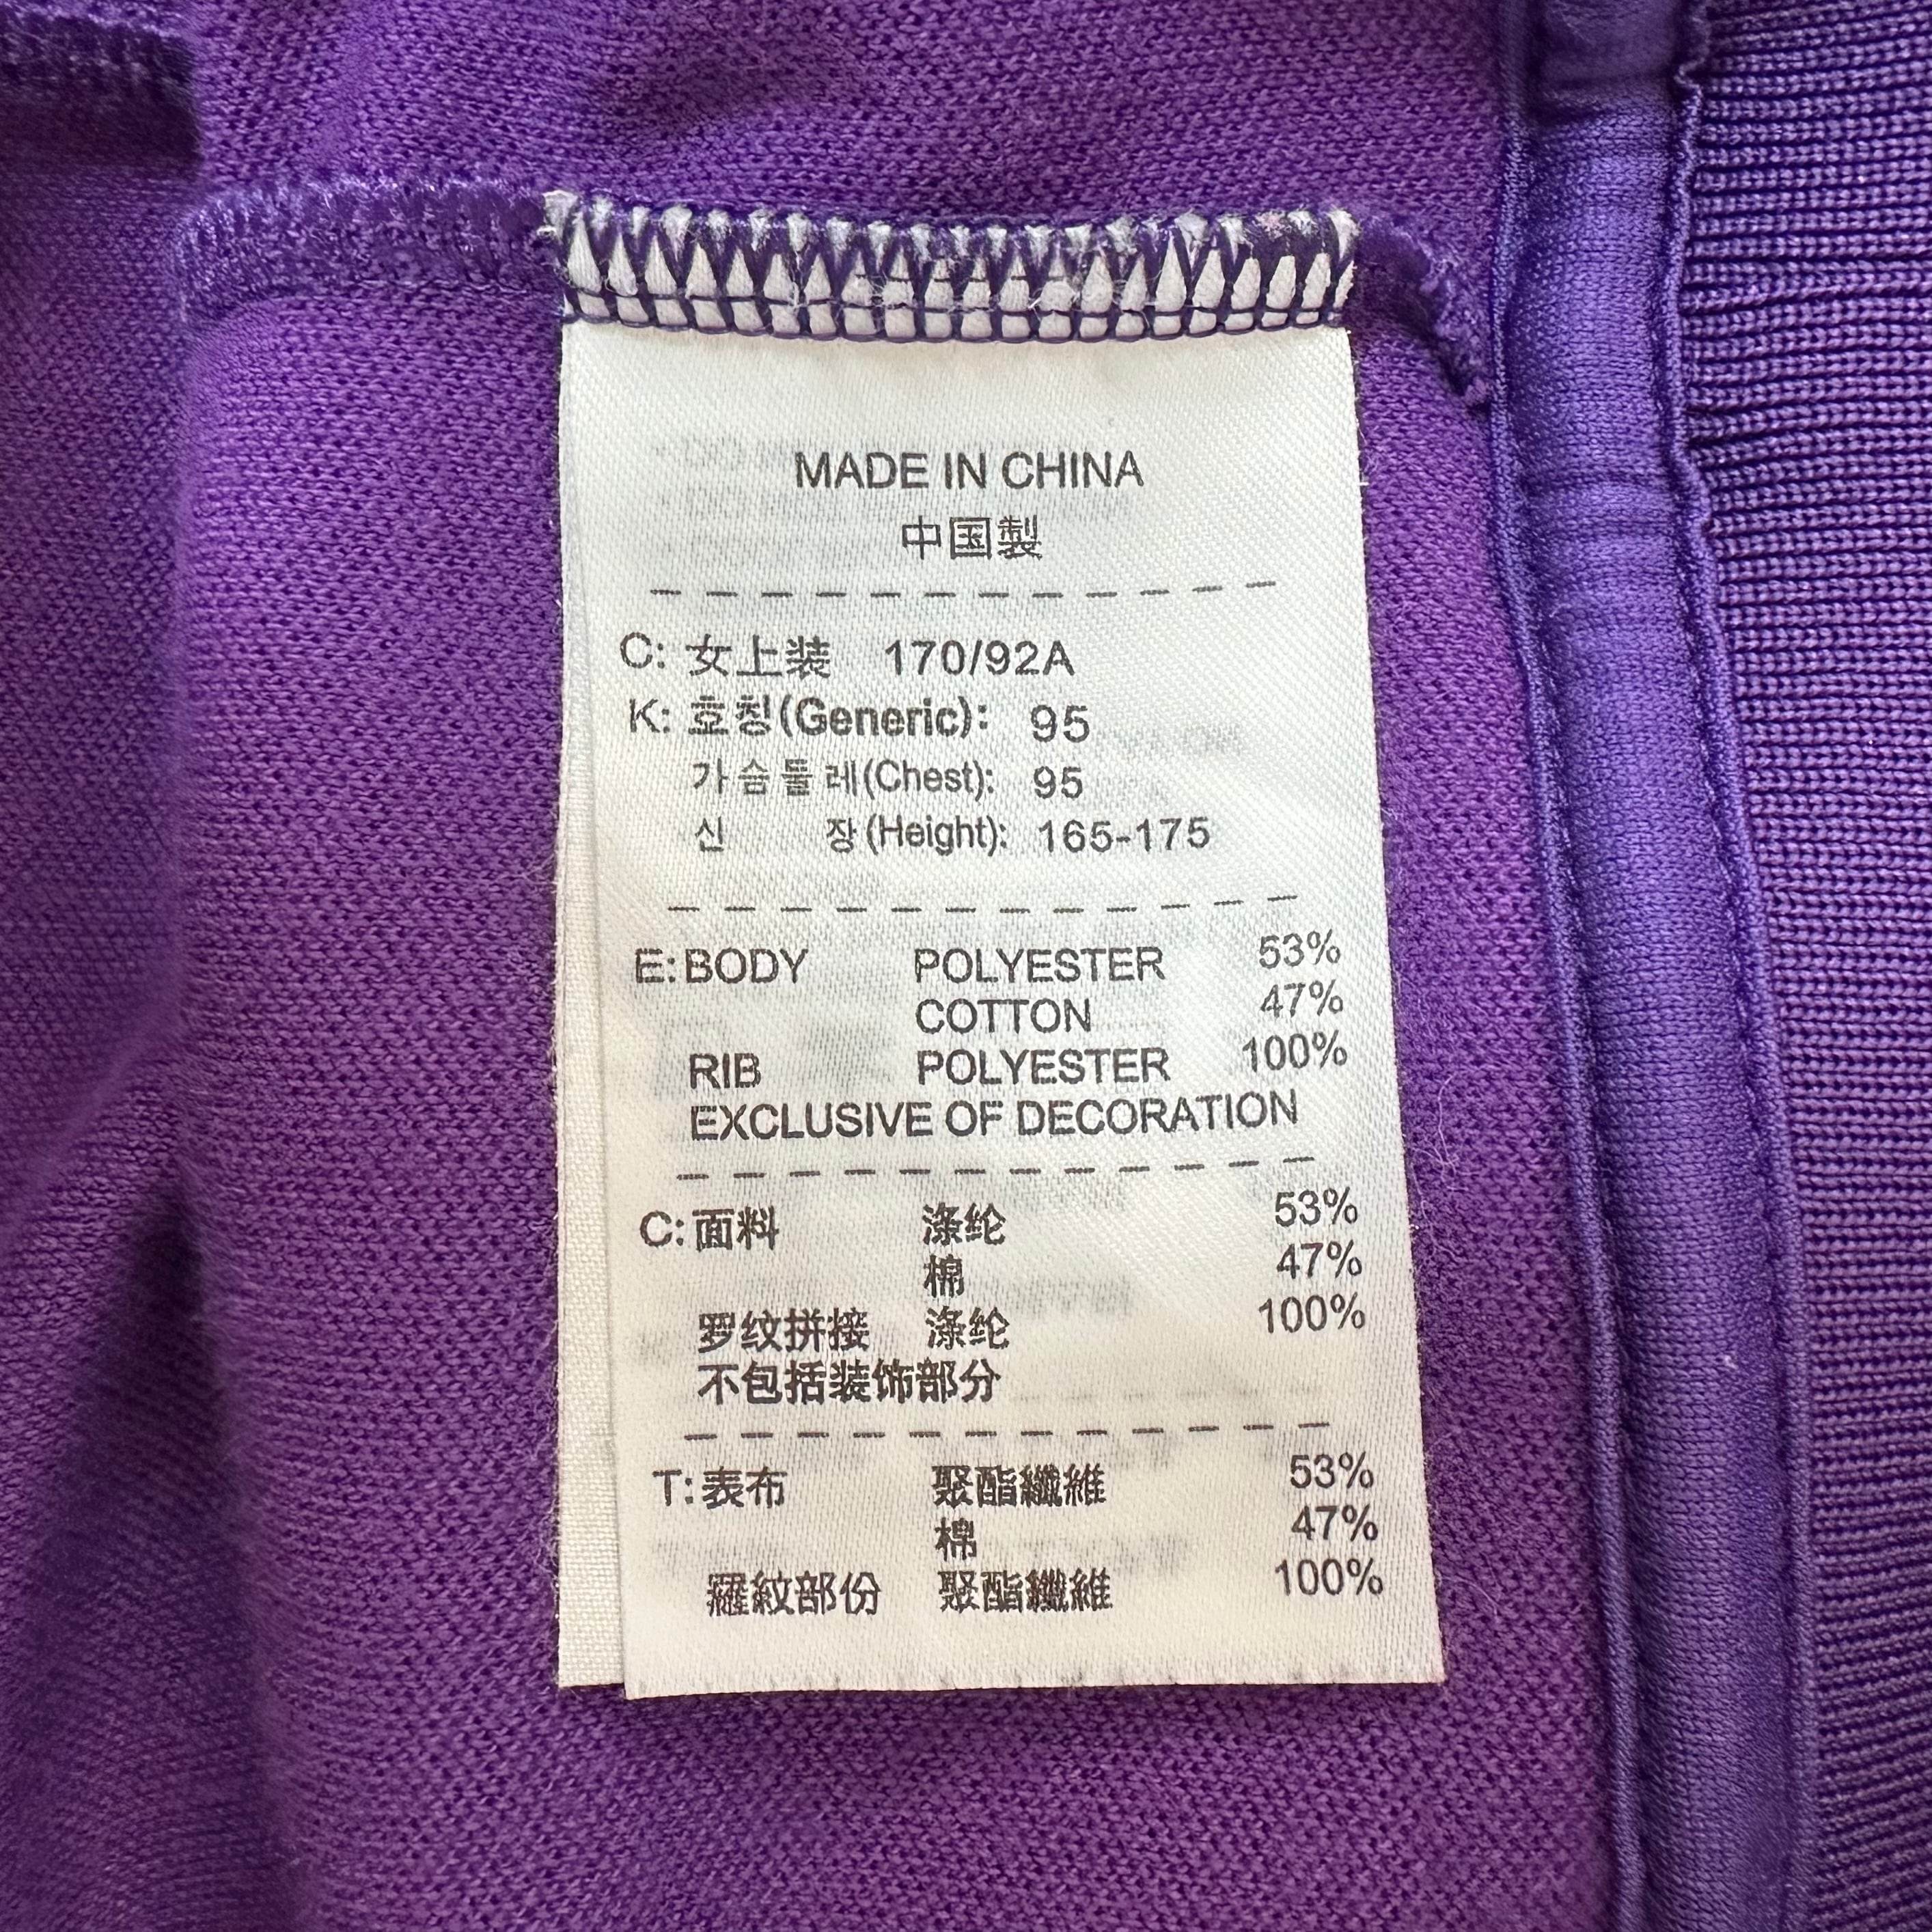 MADE IN CHINA
中国製
C: 女上装 170/92A
K: 호칭(Generic): 95
가슴둘레(Chest): 95
신 장(Height): 165-175
E: BODY POLYESTER 53%
COTTON 47%
RIB POLYESTER 100%
EXCLUSIVE OF DECORATION
C: 面料 涤纶 53%
棉 47%
罗纹拼接 涤纶 100%
不包括装饰部分
T: 表布 聚酯纖維 53%
棉 47%
羅紋部份 聚酯纖維 100%